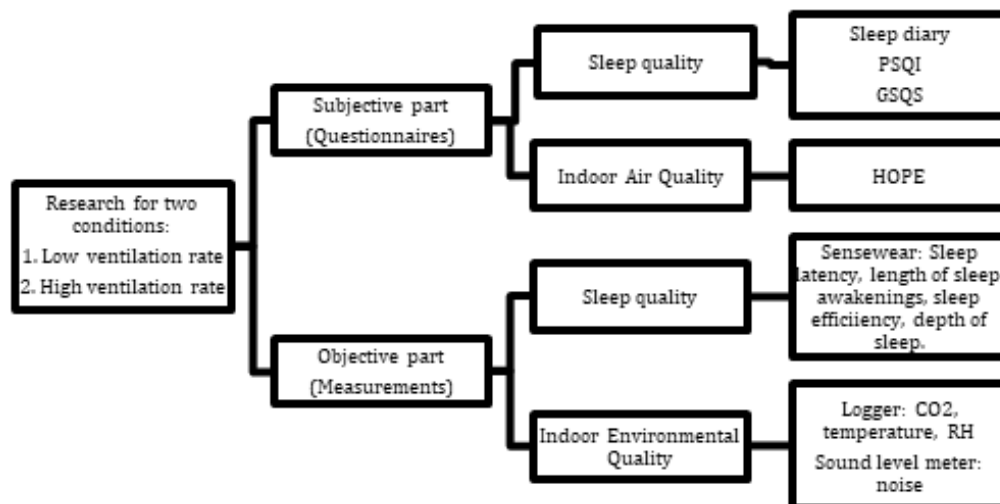 Research for two
conditions:
1. Low ventilation rate
2. High ventilation rate
Subjective part
(Questionnaires)
Sleep quality
Sleep diary
PSQI
GSQS
Indoor Air Quality
HOPE
Objective part
(Measurements)
Sleep quality
Sensewear: Sleep
latency, length of sleep
awakenings, sleep
efficiiency, depth of
sleep.
Indoor Environmental
Quality
Logger: CO2,
temperature, RH
Sound level meter:
noise